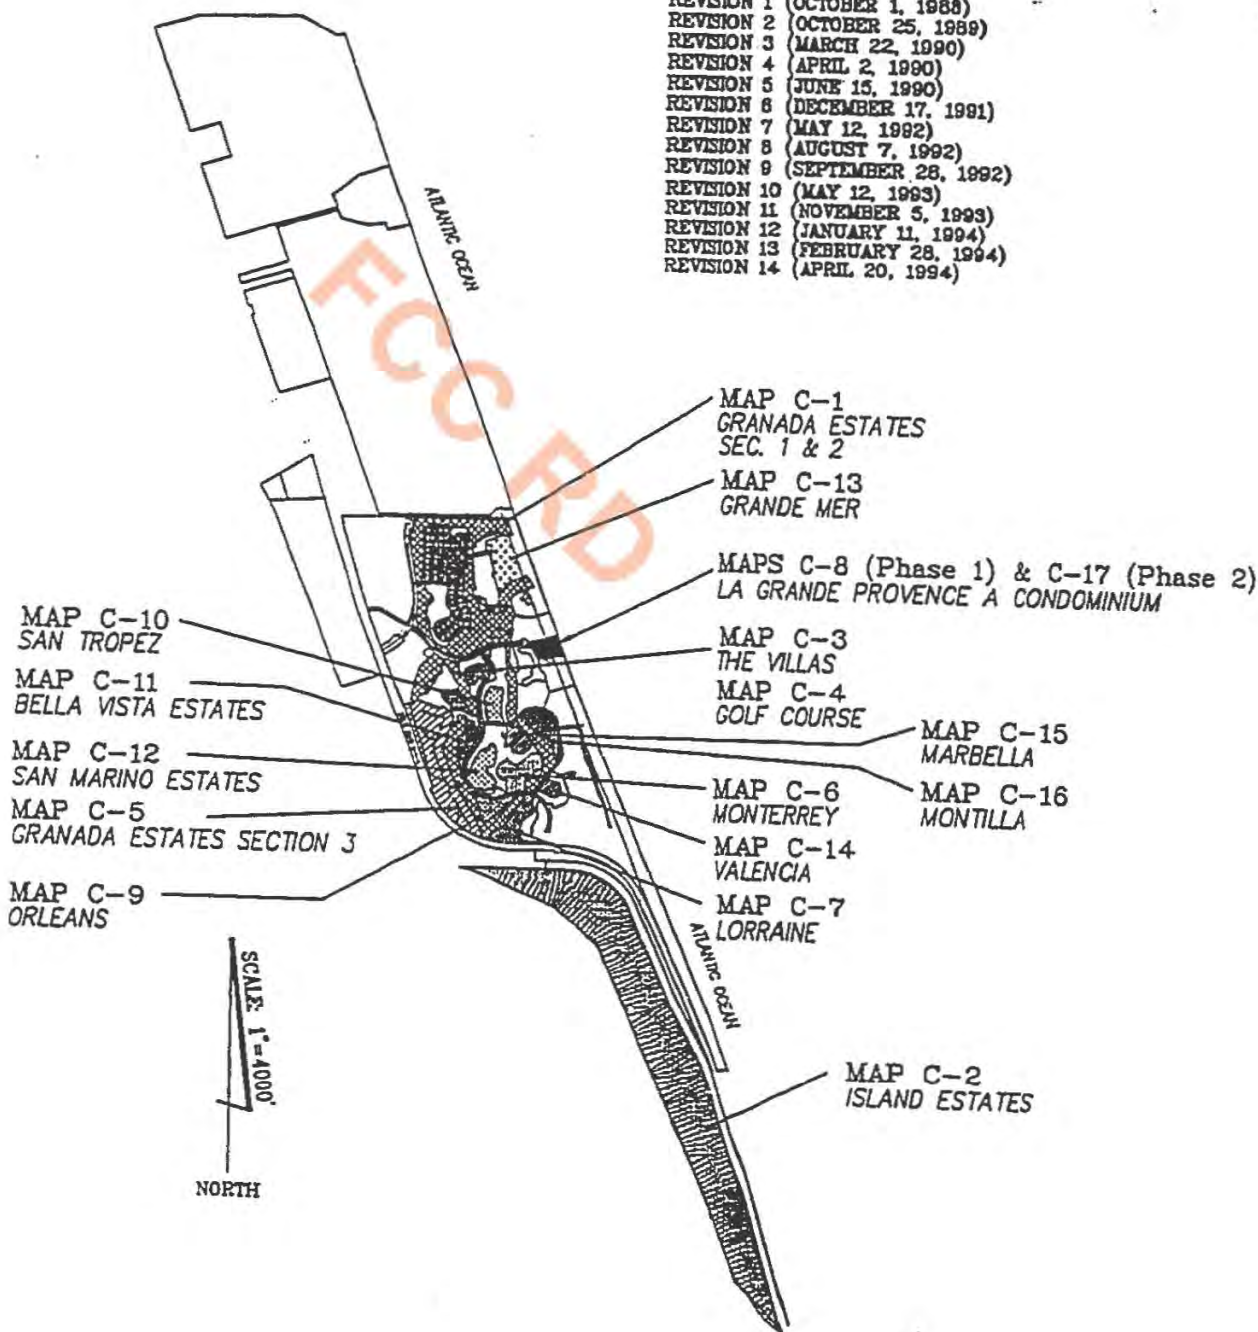 REVISION 1 (OCTOBER 1, 1988)
REVISION 2 (OCTOBER 25, 1989)
REVISION 3 (MARCH 22, 1990)
REVISION 4 (APRIL 2, 1990)
REVISION 5 (JUNE 15, 1990)
REVISION 6 (DECEMBER 17, 1991)
REVISION 7 (MAY 12, 1992)
REVISION 8 (AUGUST 7, 1992)
REVISION 9 (SEPTEMBER 28, 1992)
REVISION 10 (MAY 12, 1993)
REVISION 11 (NOVEMBER 5, 1993)
REVISION 12 (JANUARY 11, 1994)
REVISION 13 (FEBRUARY 28, 1994)
REVISION 14 (APRIL 20, 1994)
ATLANTIC OCEAN
FCC RD
MAP C-1
GRANADA ESTATES
SEC. 1 & 2
MAP C-13
GRANDE MER
MAPS C-8 (Phase 1) & C-17 (Phase 2)
LA GRANDE PROVENCE A CONDOMINIUM
MAP C-10
SAN TROPEZ
MAP C-3
THE VILLAS
MAP C-11
BELLA VISTA ESTATES
MAP C-4
GOLF COURSE
MAP C-15
MARBELLA
MAP C-12
SAN MARINO ESTATES
MAP C-6
MONTERREY
MAP C-16
MONTILLA
MAP C-5
GRANADA ESTATES SECTION 3
MAP C-14
VALENCIA
MAP C-9
ORLEANS
MAP C-7
LORRAINE
ATLANTIC OCEAN
SCALE: 1"=4000'
NORTH
MAP C-2
ISLAND ESTATES